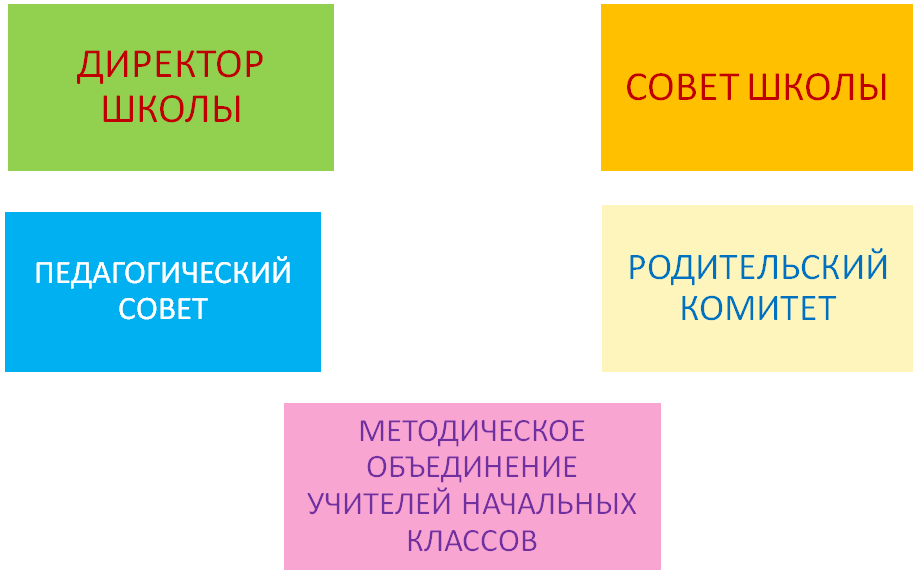 ДИРЕКТОР
ШКОЛЫ
СОВЕТ ШКОЛЫ
ПЕДАГОГИЧЕСКИЙ
СОВЕТ
РОДИТЕЛЬСКИЙ
КОМИТЕТ
МЕТОДИЧЕСКОЕ
ОБЪЕДИНЕНИЕ
УЧИТЕЛЕЙ НАЧАЛЬНЫХ
КЛАССОВ